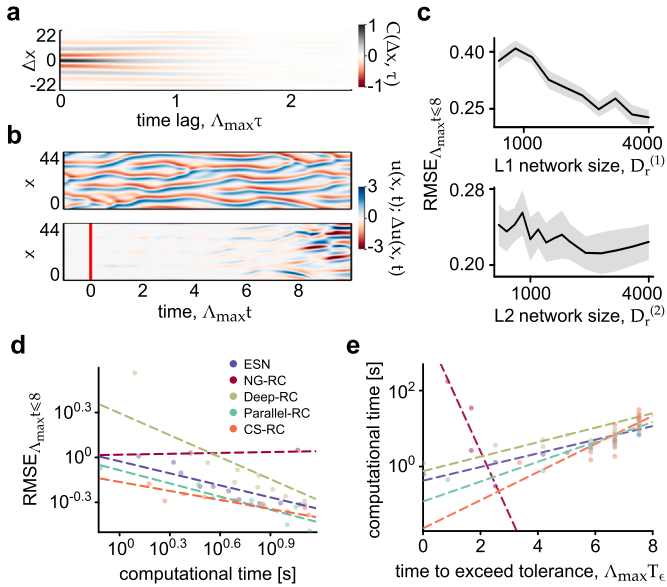 a
22
0
-22
Δx
0
1
2
time lag, Λmaxτ
1
0
-1
C(Δx, τ)
b
44
x
0
44
x
0
3
0
-3
u(x, t); Δu(x, t)
0
2
4
6
8
time, Λmaxt
c
0.40
0.25
1000
4000
L1 network size, Dr(1)
RMSEΛmaxt⩽8
0.28
0.20
1000
4000
L2 network size, Dr(2)
d
RMSEΛmaxt⩽8
10^0.3
10^0
10^-0.3
10^0
10^0.3
10^0.6
10^0.9
computational time [s]
ESN
NG-RC
Deep-RC
Parallel-RC
CS-RC
e
computational time [s]
10^2
10^0
0
2
4
6
8
time to exceed tolerance, ΛmaxTϵ